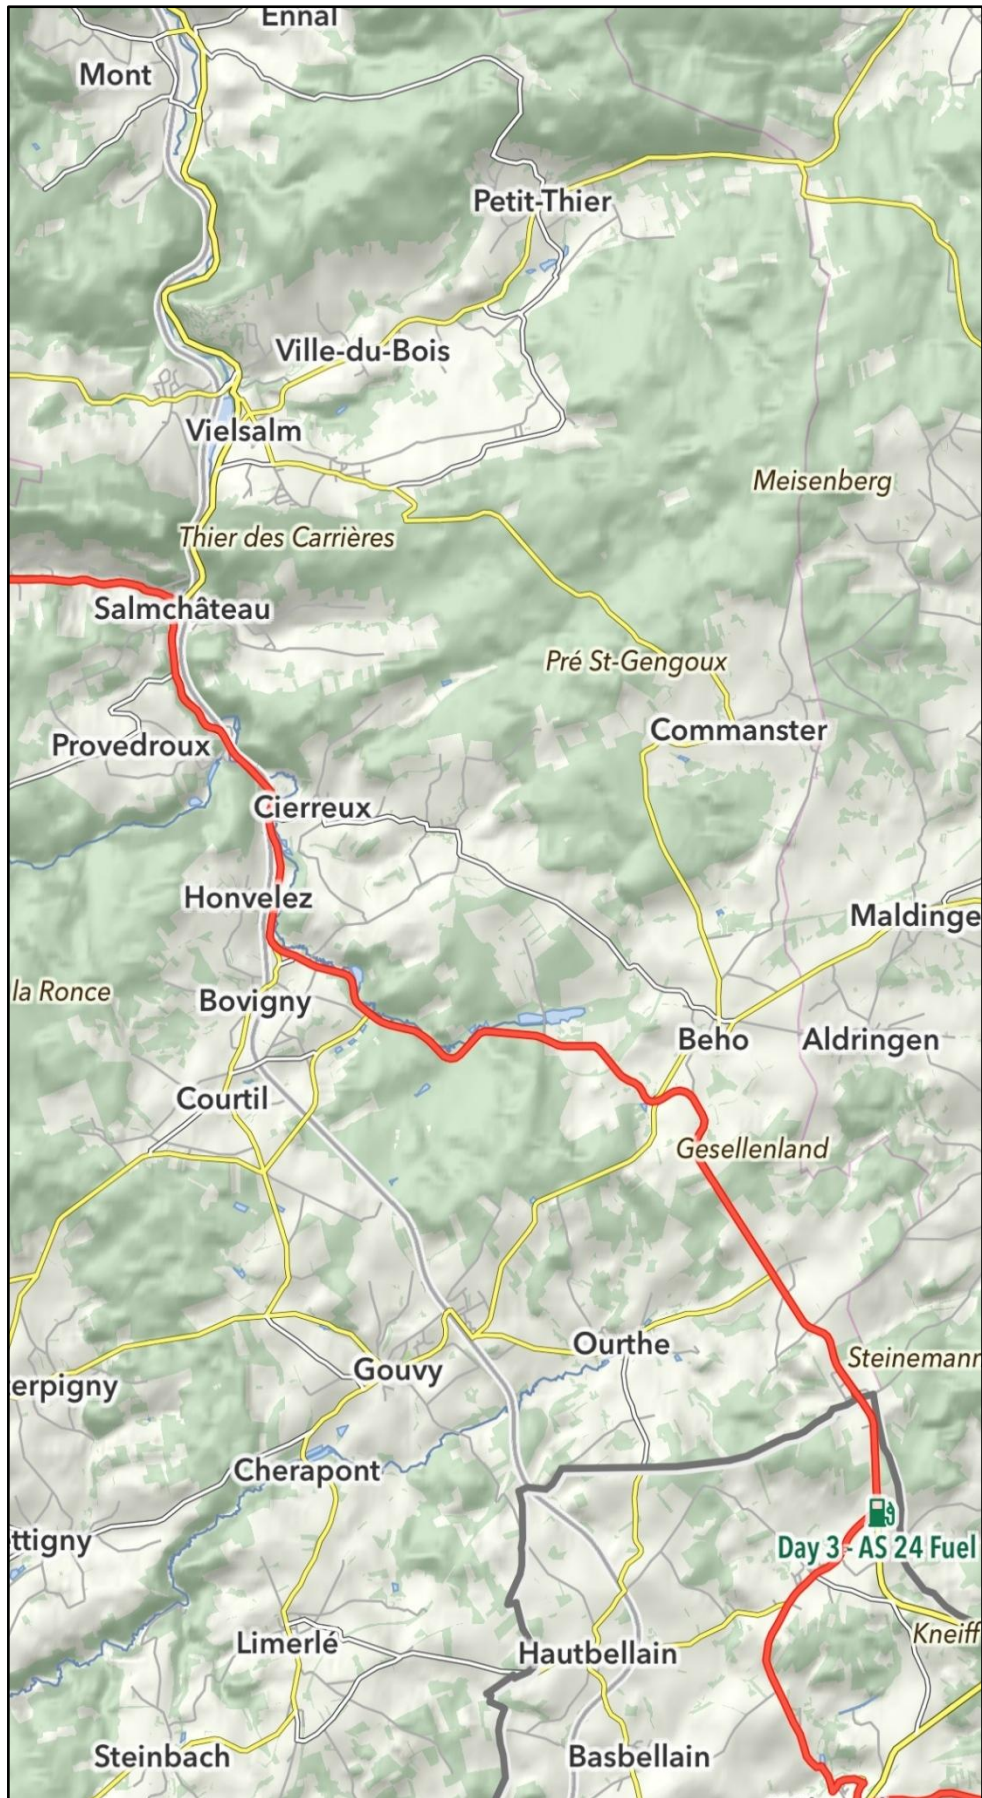 Ennal
Mont
Petit-Thier
Ville-du-Bois
Vielsalm
Meisenberg
Thier des Carrières
Salmchâteau
Pré St-Gengoux
Commanster
Provedroux
Cierreux
Honvelez
Maldinge
la Ronce
Bovigny
Beho
Aldringen
Courtil
Gesellenland
Ourthe
Steinemann
Gouvy
erpigny
Cherapont
ttigny
Day 3 - AS 24 Fuel
Kneiff
Limerlé
Hautbellain
Steinbach
Basbellain